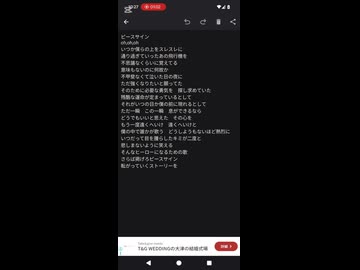 ピースサイン
oh,oh,oh
いつか僕らの上をスレスレに
通り過ぎていったあの飛行機を
不思議なくらいに覚えてる
意味もないのに何故か
不甲斐なくて泣いた日の夜に
ただ強くなりたいと願ってた
そのために必要な勇気を 探し求めていた
残酷な運命が定まっているとして
それがいつの日か僕の前に現れるとして
ただ一瞬 この一瞬 息ができるなら
どうでもいいと思えた その心を
もう一度遠くへいけ 遠くへいけと
僕の中で誰かが歌う どうしようもないほど熱烈に
いつだって目を腫らしたキミが二度と
悲しまないように笑える
そんなヒーローになるための歌
さらば掲げろピースサイン
転がっていくストーリーを
T&G WEDDINGの大津の結婚式場